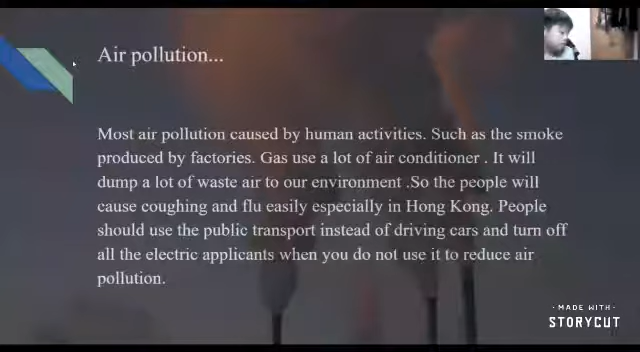 Air pollution...
Most air pollution caused by human activities. Such as the smoke
produced by factories. Gas use a lot of air conditioner . It will
dump a lot of waste air to our environment .So the people will
cause coughing and flu easily especially in Hong Kong. People
should use the public transport instead of driving cars and turn off
all the electric applicants when you do not use it to reduce air
pollution.
- MADE WITH -
STORYCUT